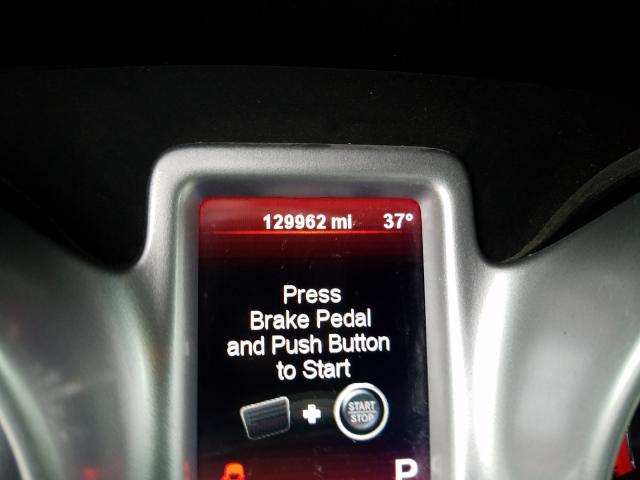 129962 mi 37°
Press
Brake Pedal
and Push Button
to Start
START
STOP
P